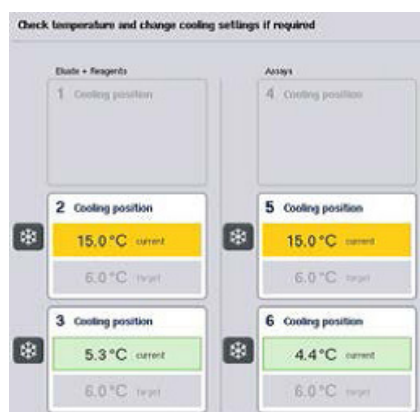 Check temperature and change cooling settings if required
Eluate + Reagents
Assays
1 Cooling position
4 Cooling position
2 Cooling position
5 Cooling position
15.0°C current
15.0°C current
6.0°C target
6.0°C target
3 Cooling position
6 Cooling position
5.3°C current
4.4°C current
6.0°C target
6.0°C target